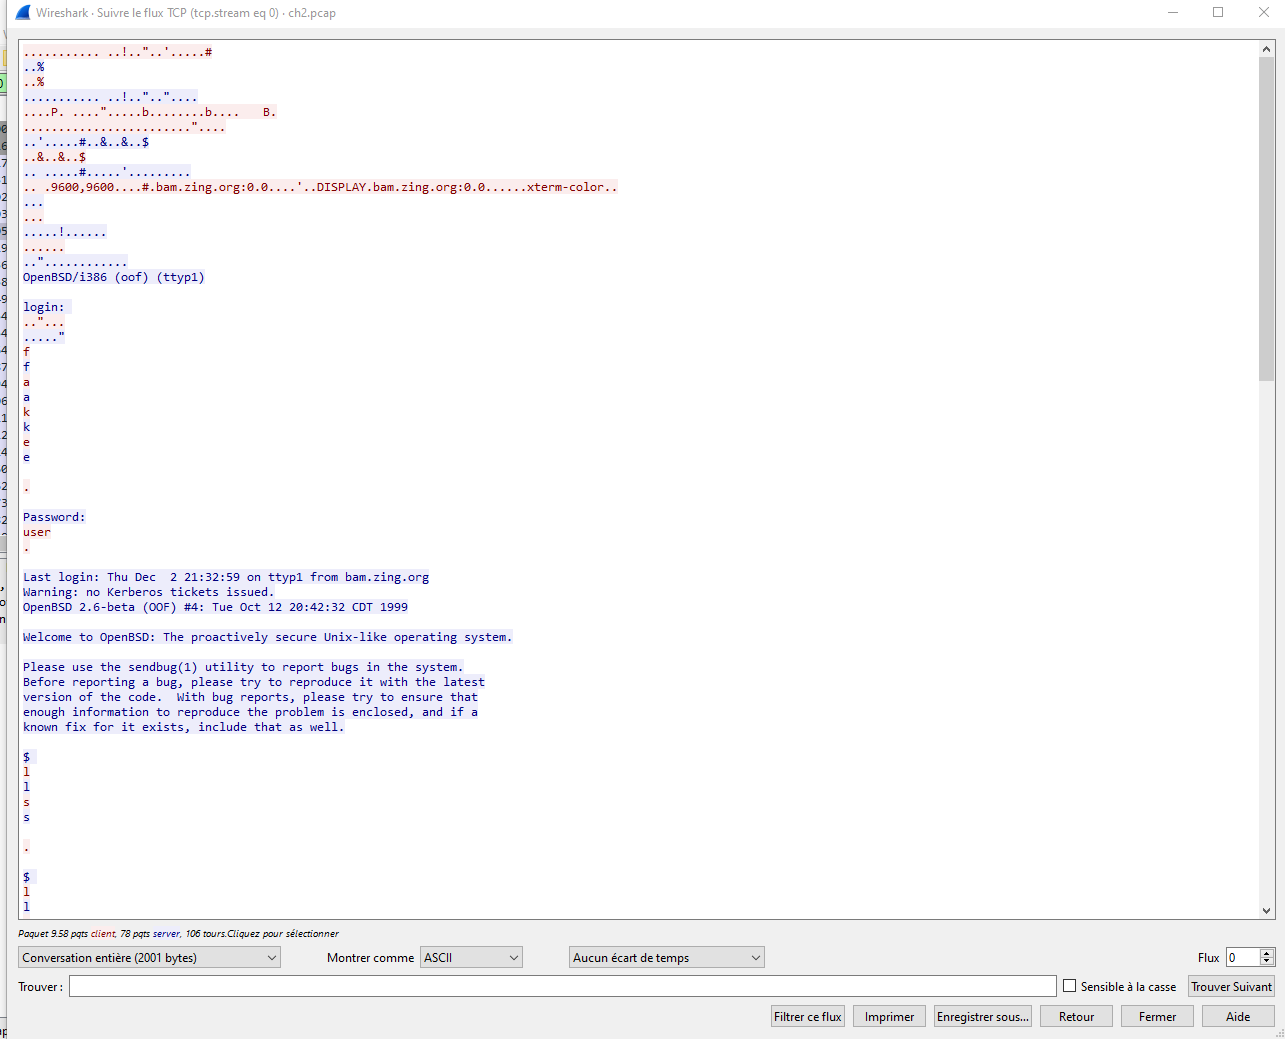 Wireshark · Suivre le flux TCP (tcp.stream eq 0) · ch2.pcap
........... ..!.."..'.....#
..%
..%
........... ..!..".."....
....P. ....".....b........b.... B.
........................"....
..'.....#..&..&..$
..&..&..$
.. .....#.....'.........
.. .9600,9600....#.bam.zing.org:0.0....'..DISPLAY.bam.zing.org:0.0......xterm-color..
...
...
.....!......
......
.."............
OpenBSD/i386 (oof) (ttyp1)
login:
.."...
....."
f
f
a
a
k
k
e
e
.
Password:
user
.
Last login: Thu Dec  2 21:32:59 on ttyp1 from bam.zing.org
Warning: no Kerberos tickets issued.
OpenBSD 2.6-beta (OOF) #4: Tue Oct 12 20:42:32 CDT 1999
Welcome to OpenBSD: The proactively secure Unix-like operating system.
Please use the sendbug(1) utility to report bugs in the system.
Before reporting a bug, please try to reproduce it with the latest
version of the code.  With bug reports, please try to ensure that
enough information to reproduce the problem is enclosed, and if a
known fix for it exists, include that as well.
$
l
l
s
s
.
$
l
l
Paquet 9.58 pqts client, 78 pqts server, 106 tours.Cliquez pour sélectionner
Conversation entière (2001 bytes) Montrer comme ASCII Aucun écart de temps Flux 0
Trouver : Sensible à la casse Trouver Suivant
Filtrer ce flux Imprimer Enregistrer sous... Retour Fermer Aide